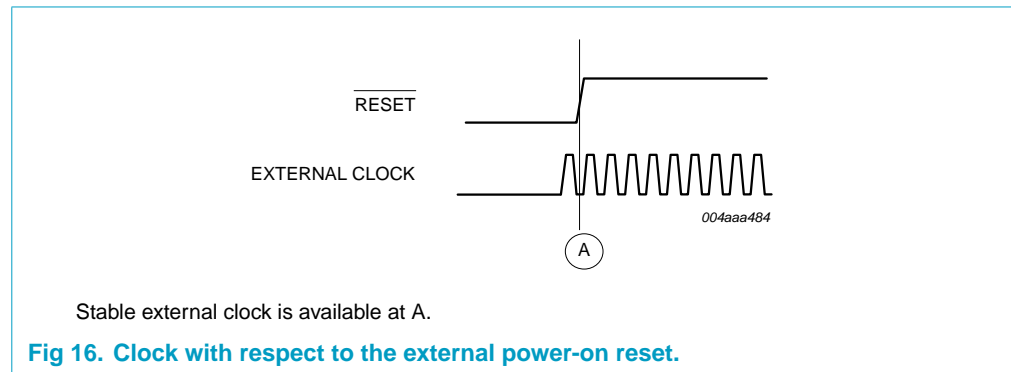 RESET
EXTERNAL CLOCK
004aaa484
A
Stable external clock is available at A.
Fig 16. Clock with respect to the external power-on reset.